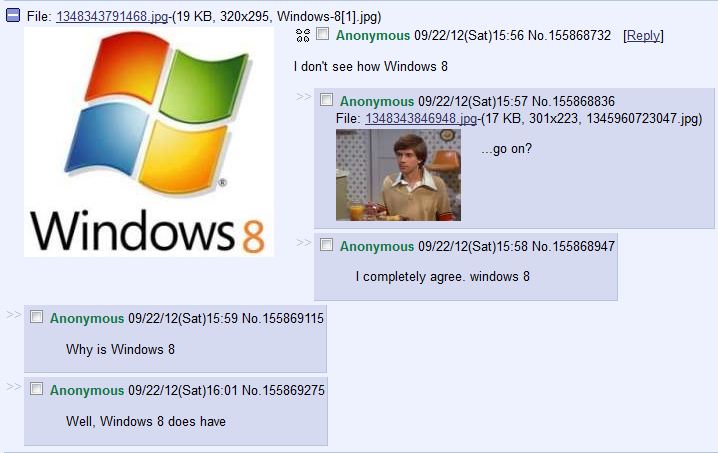 File: 1348343791468.jpg-(19 KB, 320x295, Windows-8[1].jpg)
Windows 8
Anonymous 09/22/12(Sat)15:56 No.155868732 [Reply]
I don't see how Windows 8
>> Anonymous 09/22/12(Sat)15:57 No.155868836
File: 1348343846948.jpg-(17 KB, 301x223, 1345960723047.jpg)
...go on?
>> Anonymous 09/22/12(Sat)15:58 No.155868947
I completely agree. windows 8
>> Anonymous 09/22/12(Sat)15:59 No.155869115
Why is Windows 8
>> Anonymous 09/22/12(Sat)16:01 No.155869275
Well, Windows 8 does have